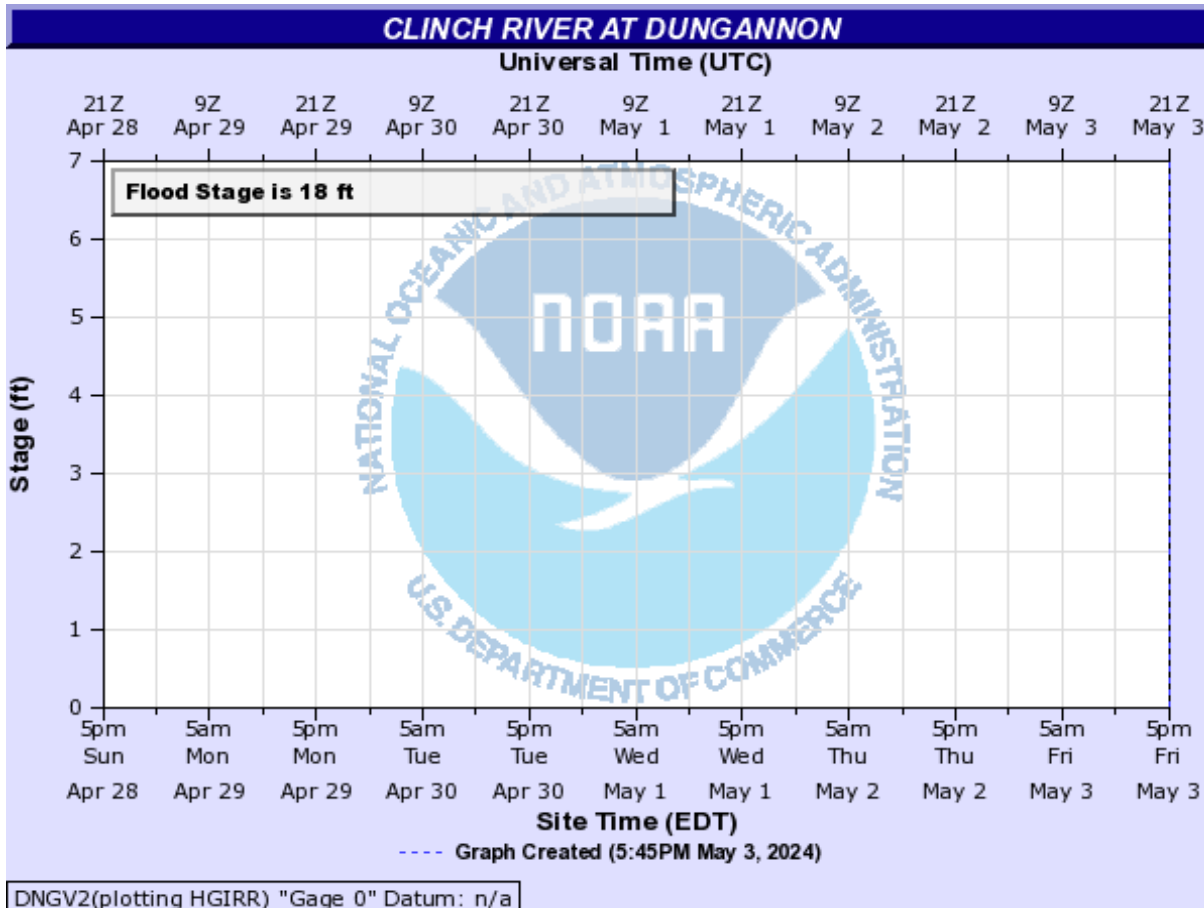 CLINCH RIVER AT DUNGANNON
Universal Time (UTC)
21Z 9Z 21Z 9Z 21Z 9Z 21Z 9Z 21Z 9Z 21Z
Apr 28 Apr 29 Apr 29 Apr 30 Apr 30 May 1 May 1 May 2 May 2 May 3 May 3
7
Flood Stage is 18 ft
6
5
4
3
2
1
0
Stage (ft)
NATIONAL OCEANIC AND ATMOSPHERIC ADMINISTRATION
NOAA
U.S. DEPARTMENT OF COMMERCE
5pm 5am 5pm 5am 5pm 5am 5pm 5am 5pm 5am 5pm
Sun Mon Mon Tue Tue Wed Wed Thu Thu Fri Fri
Apr 28 Apr 29 Apr 29 Apr 30 Apr 30 May 1 May 1 May 2 May 2 May 3 May 3
Site Time (EDT)
---- Graph Created (5:45PM May 3, 2024)
DNGV2(plotting HGIRR) "Gage 0" Datum: n/a